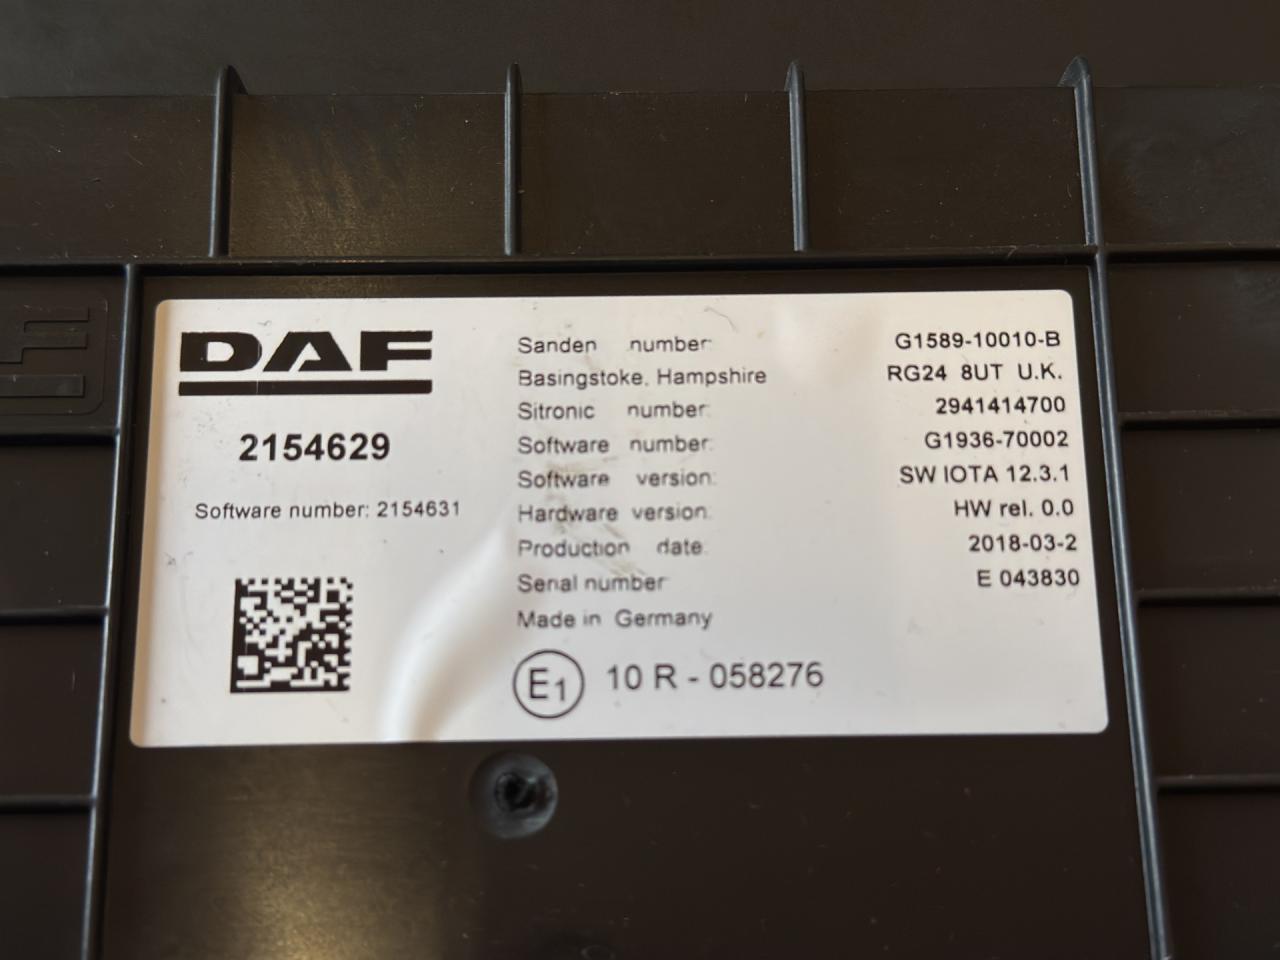 DAF
2154629
Software number: 2154631
Sanden number: G1589-10010-B
Basingstoke, Hampshire RG24 8UT U.K.
Sitronic number: 2941414700
Software number: G1936-70002
Software version: SW IOTA 12.3.1
Hardware version: HW rel. 0.0
Production date: 2018-03-2
Serial number E 043830
Made in Germany
E1 10 R - 058276